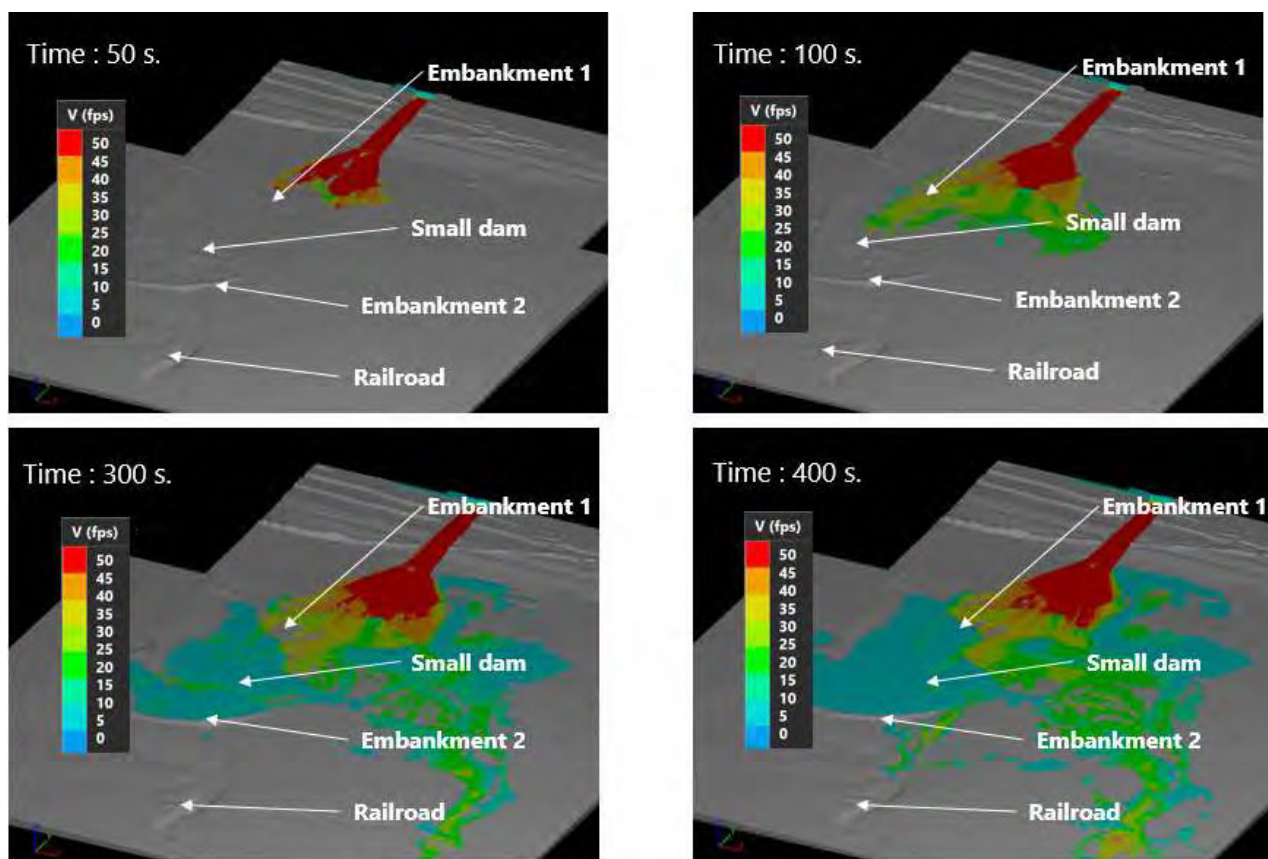 Time : 50 s.
Embankment 1
V (fps)
50
45
40
35
30
25
20
15
10
5
0
Small dam
Embankment 2
Railroad
Time : 100 s.
Embankment 1
V (fps)
50
45
40
35
30
25
20
15
10
5
0
Small dam
Embankment 2
Railroad
Time : 300 s.
Embankment 1
V (fps)
50
45
40
35
30
25
20
15
10
5
0
Small dam
Embankment 2
Railroad
Time : 400 s.
Embankment 1
V (fps)
50
45
40
35
30
25
20
15
10
5
0
Small dam
Embankment 2
Railroad